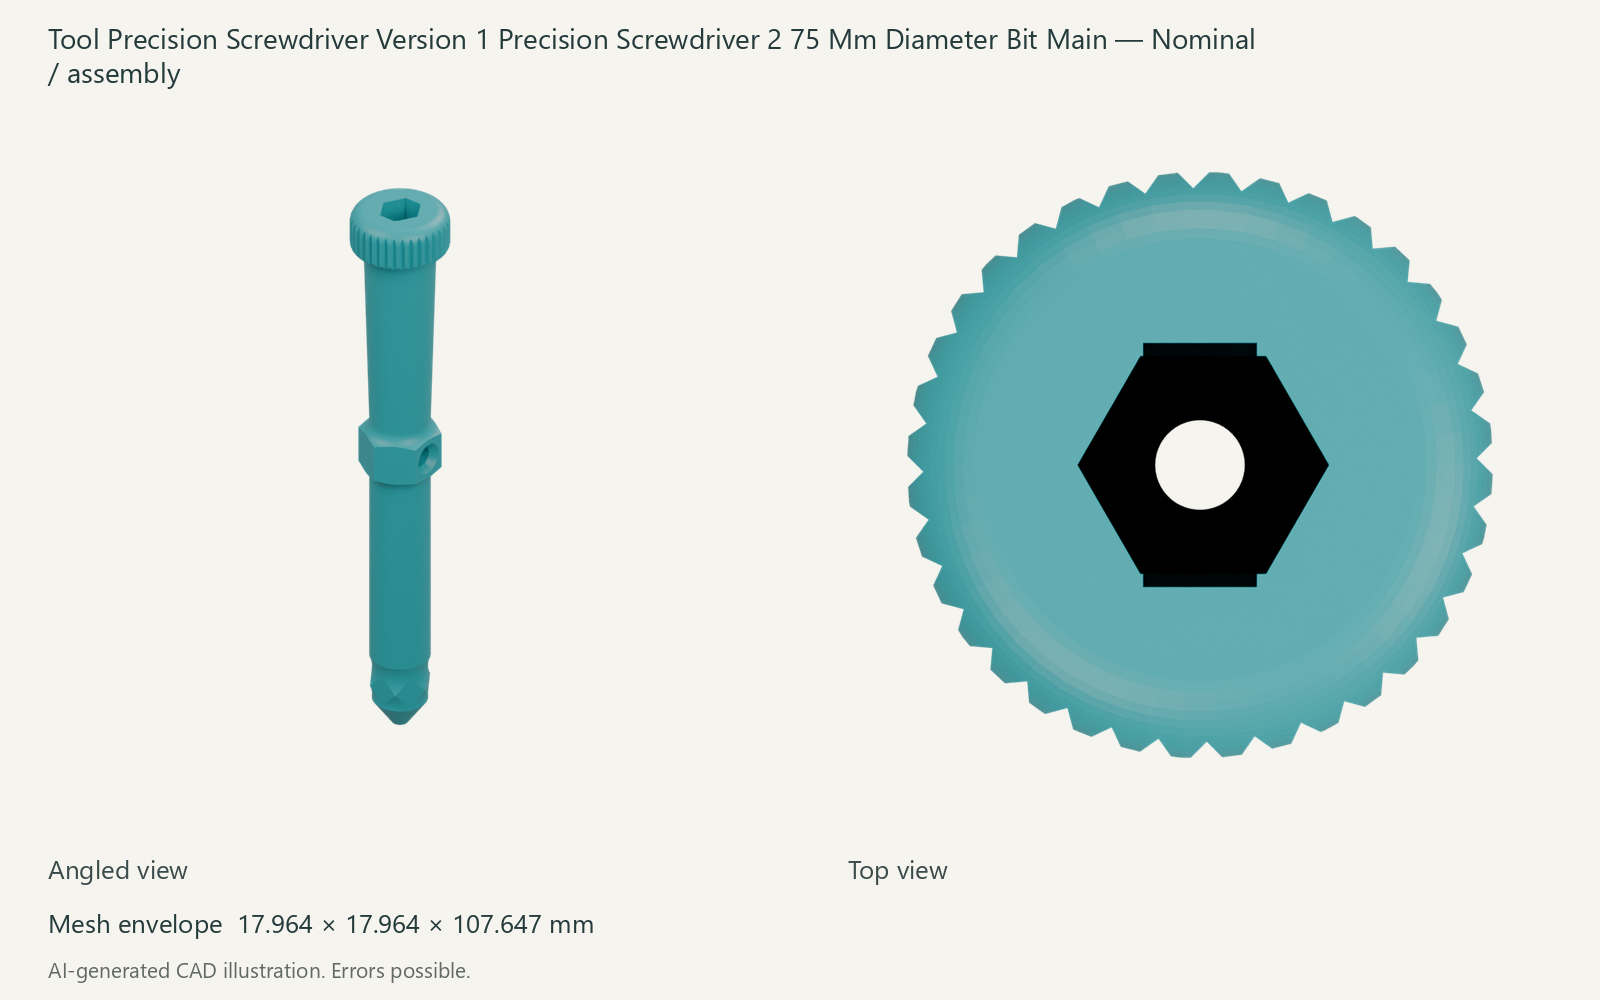 Tool Precision Screwdriver Version 1 Precision Screwdriver 2 75 Mm Diameter Bit Main — Nominal
/ assembly
Angled view
Top view
Mesh envelope  17.964 × 17.964 × 107.647 mm
AI-generated CAD illustration. Errors possible.